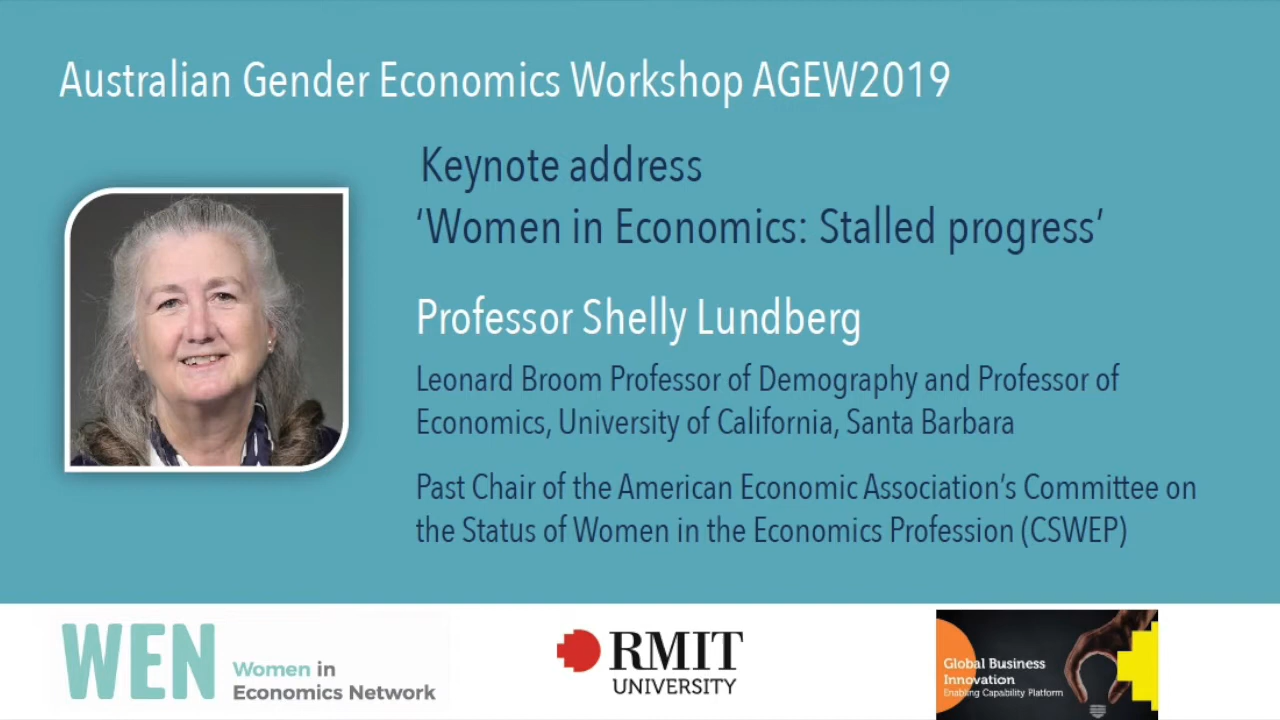 Australian Gender Economics Workshop AGEW2019
Keynote address
‘Women in Economics: Stalled progress’
Professor Shelly Lundberg
Leonard Broom Professor of Demography and Professor of
Economics, University of California, Santa Barbara
Past Chair of the American Economic Association’s Committee on
the Status of Women in the Economics Profession (CSWEP)
WEN
Women in
Economics Network
RMIT
UNIVERSITY
Global Business
Innovation
Enabling Capability Platform